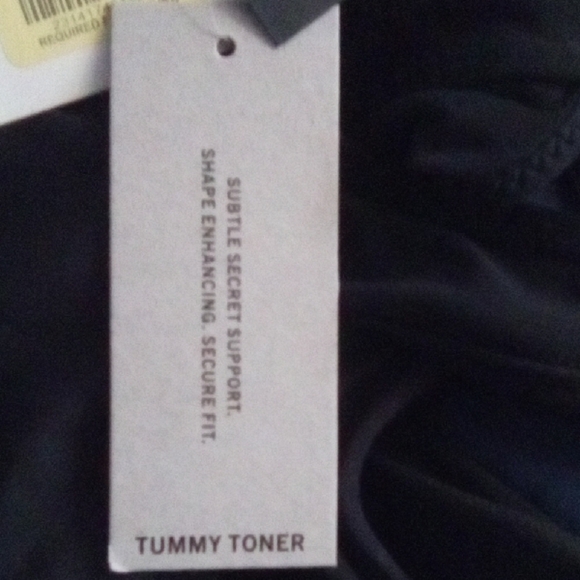 REQUIRED
SUBTLE SECRET SUPPORT.
SHAPE ENHANCING. SECURE FIT.
TUMMY TONER